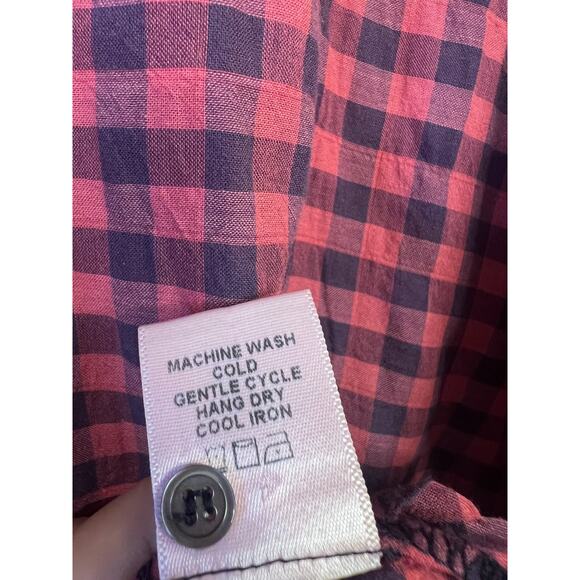 MACHINE WASH
COLD
GENTLE CYCLE
HANG DRY
COOL IRON